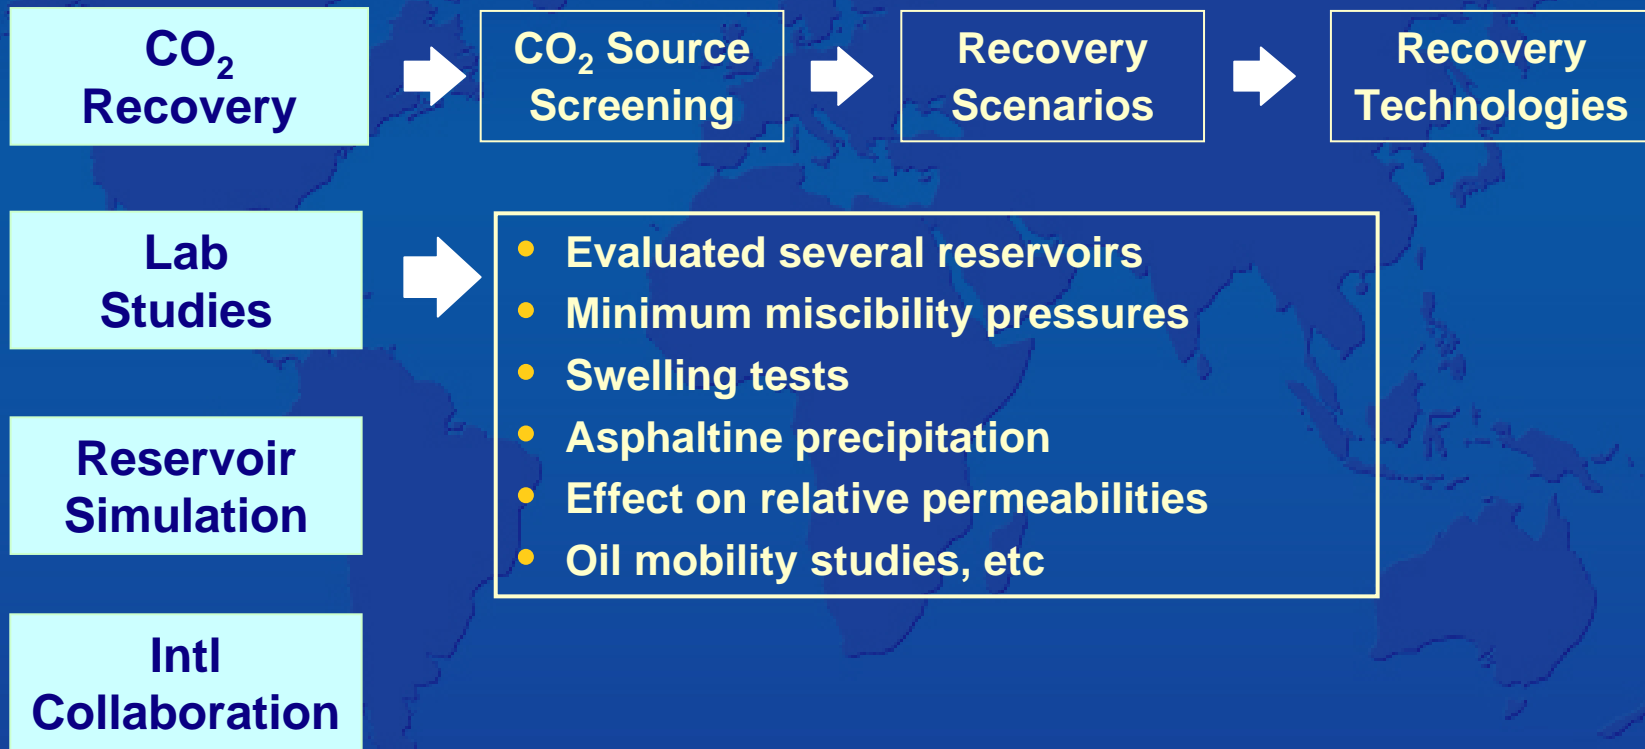 CO₂
Recovery
CO₂ Source
Screening
Recovery
Scenarios
Recovery
Technologies
Lab
Studies
• Evaluated several reservoirs
• Minimum miscibility pressures
• Swelling tests
• Asphaltine precipitation
• Effect on relative permeabilities
• Oil mobility studies, etc
Reservoir
Simulation
Intl
Collaboration